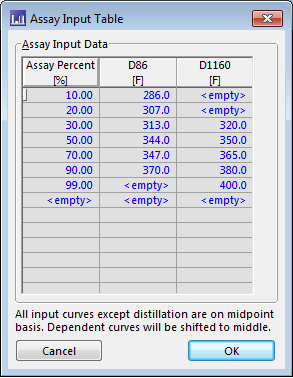 Assay Input Table
Assay Input Data
Assay Percent D86 D1160
[%] [F] [F]
10.00 286.0 <empty>
20.00 307.0 <empty>
30.00 313.0 320.0
50.00 344.0 350.0
70.00 347.0 365.0
90.00 370.0 380.0
99.00 <empty> 400.0
<empty> <empty> <empty>
All input curves except distillation are on midpoint
basis. Dependent curves will be shifted to middle.
Cancel OK